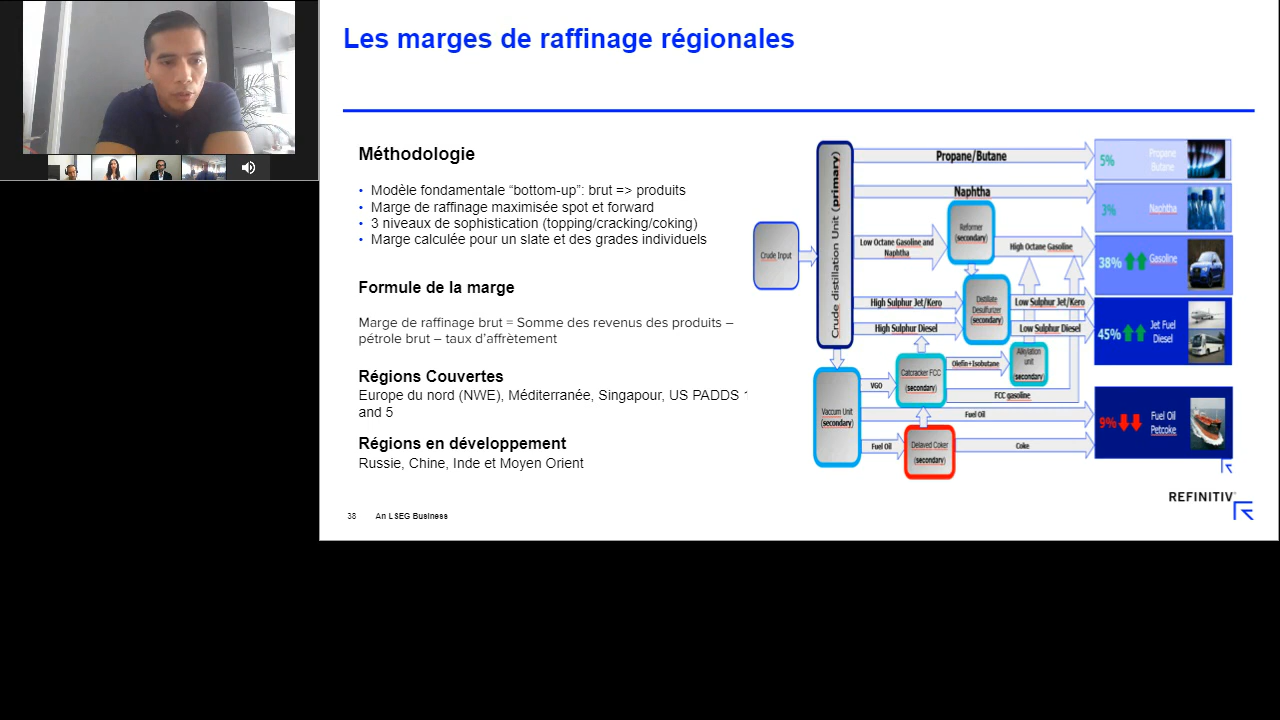 Les marges de raffinage régionales
Méthodologie
• Modèle fondamentale “bottom-up”: brut => produits
• Marge de raffinage maximisée spot et forward
• 3 niveaux de sophistication (topping/cracking/coking)
• Marge calculée pour un slate et des grades individuels
Formule de la marge
Marge de raffinage brut = Somme des revenus des produits –
pétrole brut – taux d’affrètement
Régions Couvertes
Europe du nord (NWE), Méditerranée, Singapour, US PADDS
and 5
Régions en développement
Russie, Chine, Inde et Moyen Orient
38 An LSEG Business
Crude Input
Crude distillation Unit (primary)
Propane/Butane
Naphtha
Low Octane Gasoline and
Naphtha
Reformer
(secondary)
High Octane Gasoline
High Sulphur Jet/Kero
High Sulphur Diesel
Distillate
Desulfurizer
(secondary)
Low Sulphur Jet/Kero
Low Sulphur Diesel
Vaccum Unit
(secondary)
VGO
Catcracker FCC
(secondary)
Olefin+Isobutane
Alkylation
unit
(secondary)
FCC gasoline
Fuel Oil
Fuel Oil
Delayed Coker
(secondary)
Coke
5%
Propane
Butane
3%
Naphtha
38%
Gasoline
45%
Jet Fuel
Diesel
9%
Fuel Oil
Petcoke
REFINITIV